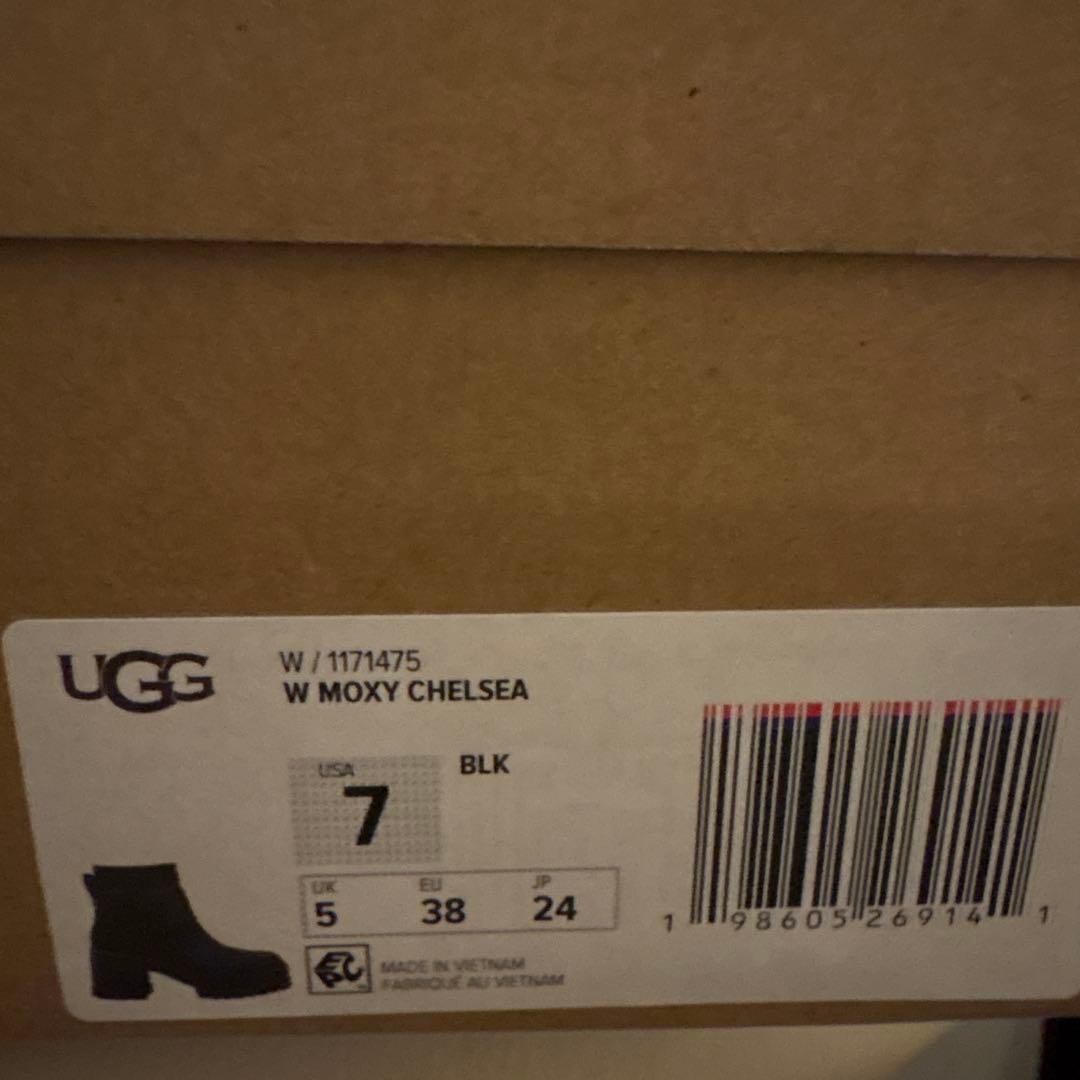 UGG
W / 1171475
W MOXY CHELSEA
USA
7
BLK
UK EU JP
5 38 24
MADE IN VIETNAM
FABRIQUÉ AU VIETNAM
1 98605 26914 1